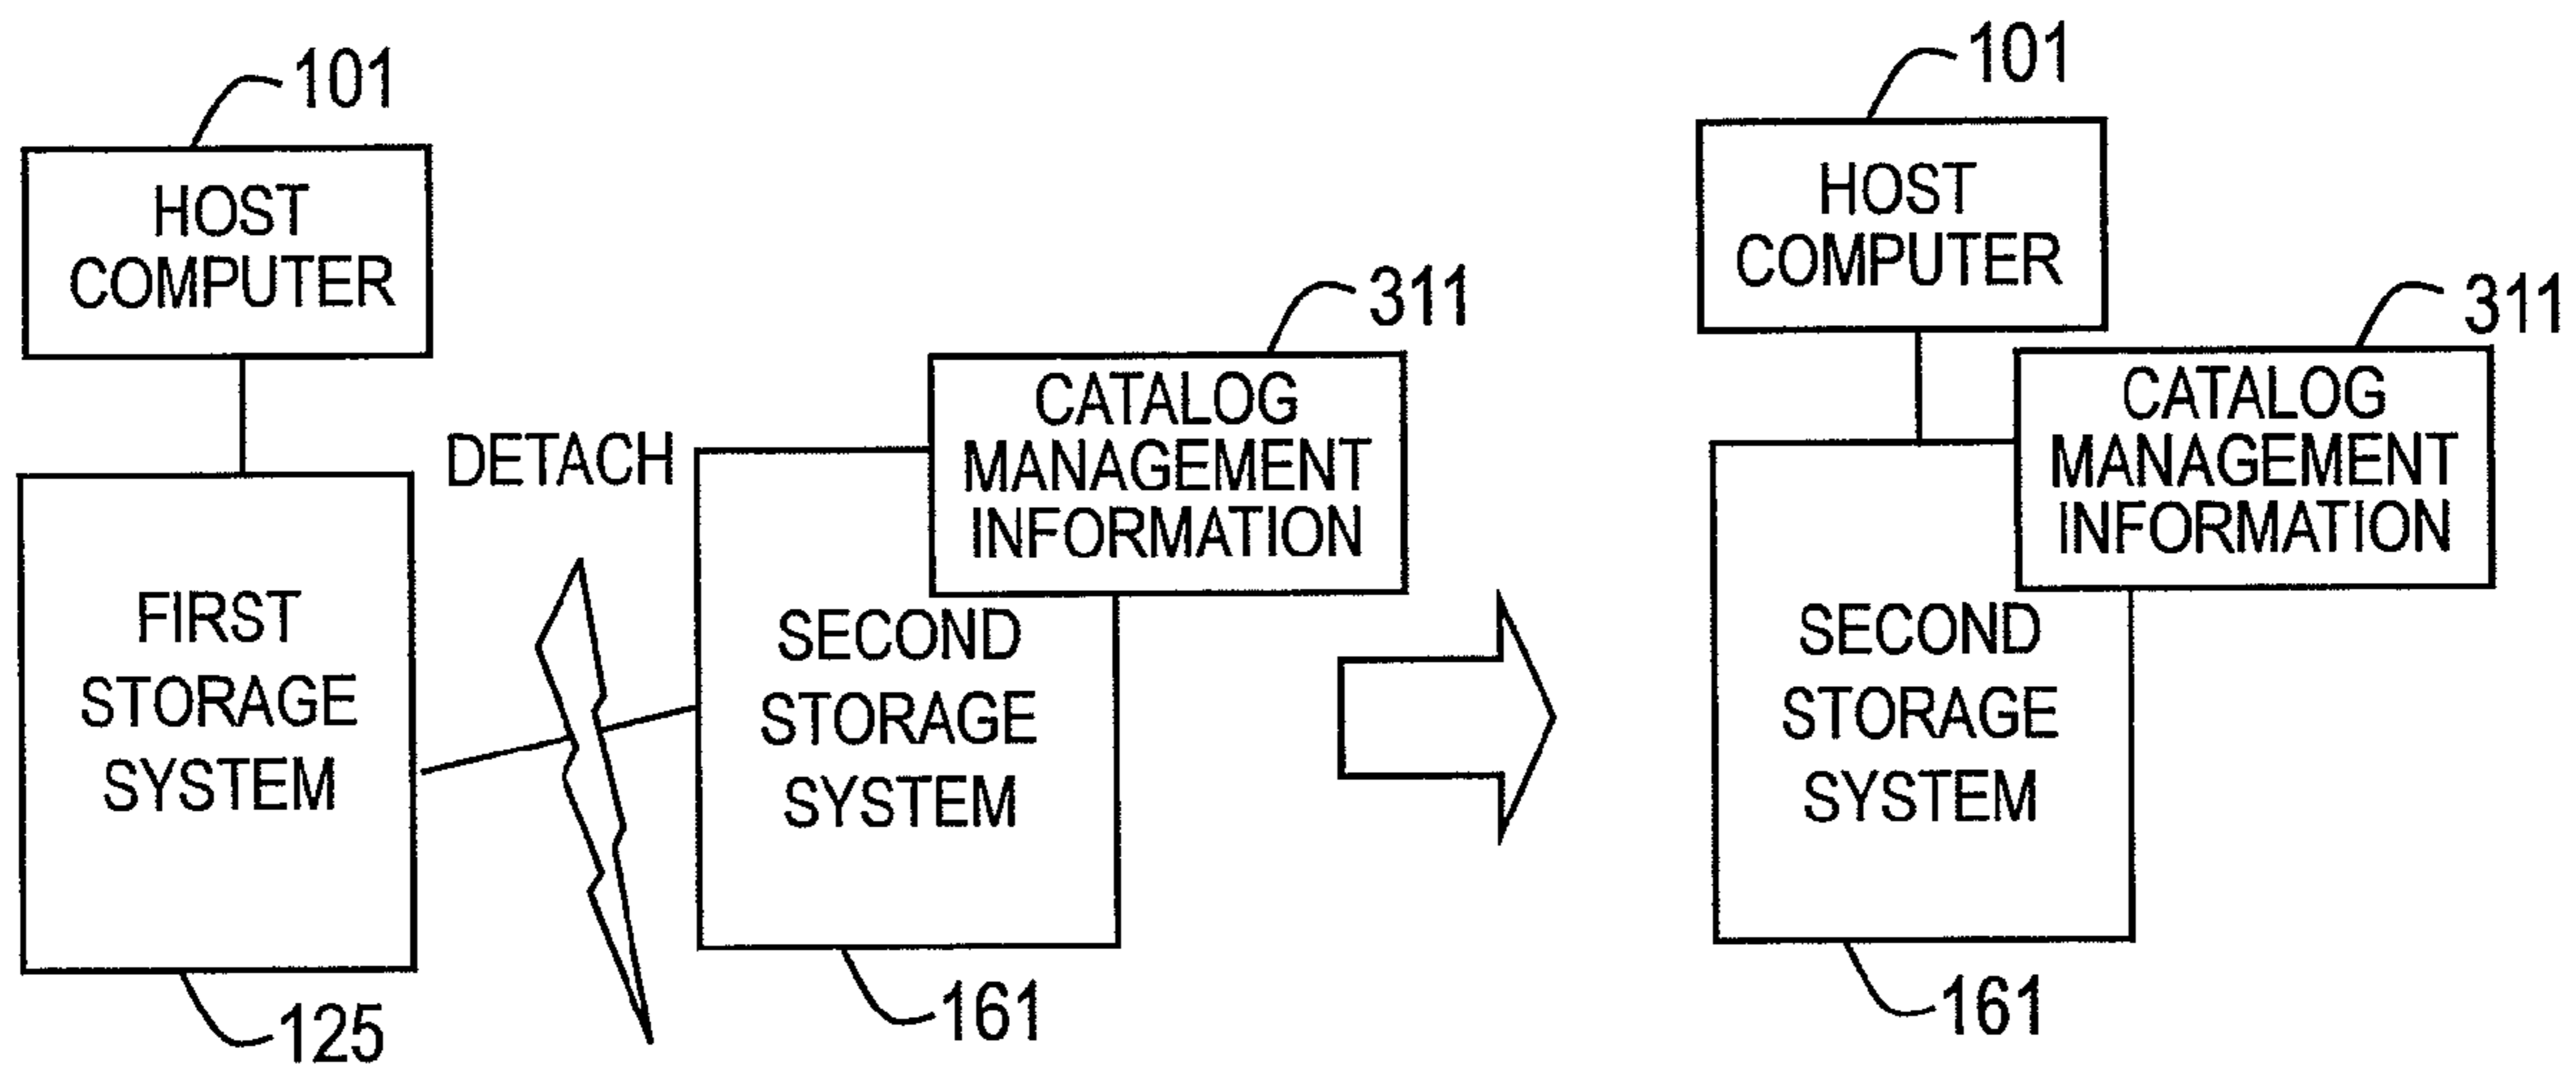 101
HOST
COMPUTER
FIRST
STORAGE
SYSTEM
125
DETACH
311
CATALOG
MANAGEMENT
INFORMATION
SECOND
STORAGE
SYSTEM
161
101
HOST
COMPUTER
311
CATALOG
MANAGEMENT
INFORMATION
SECOND
STORAGE
SYSTEM
161